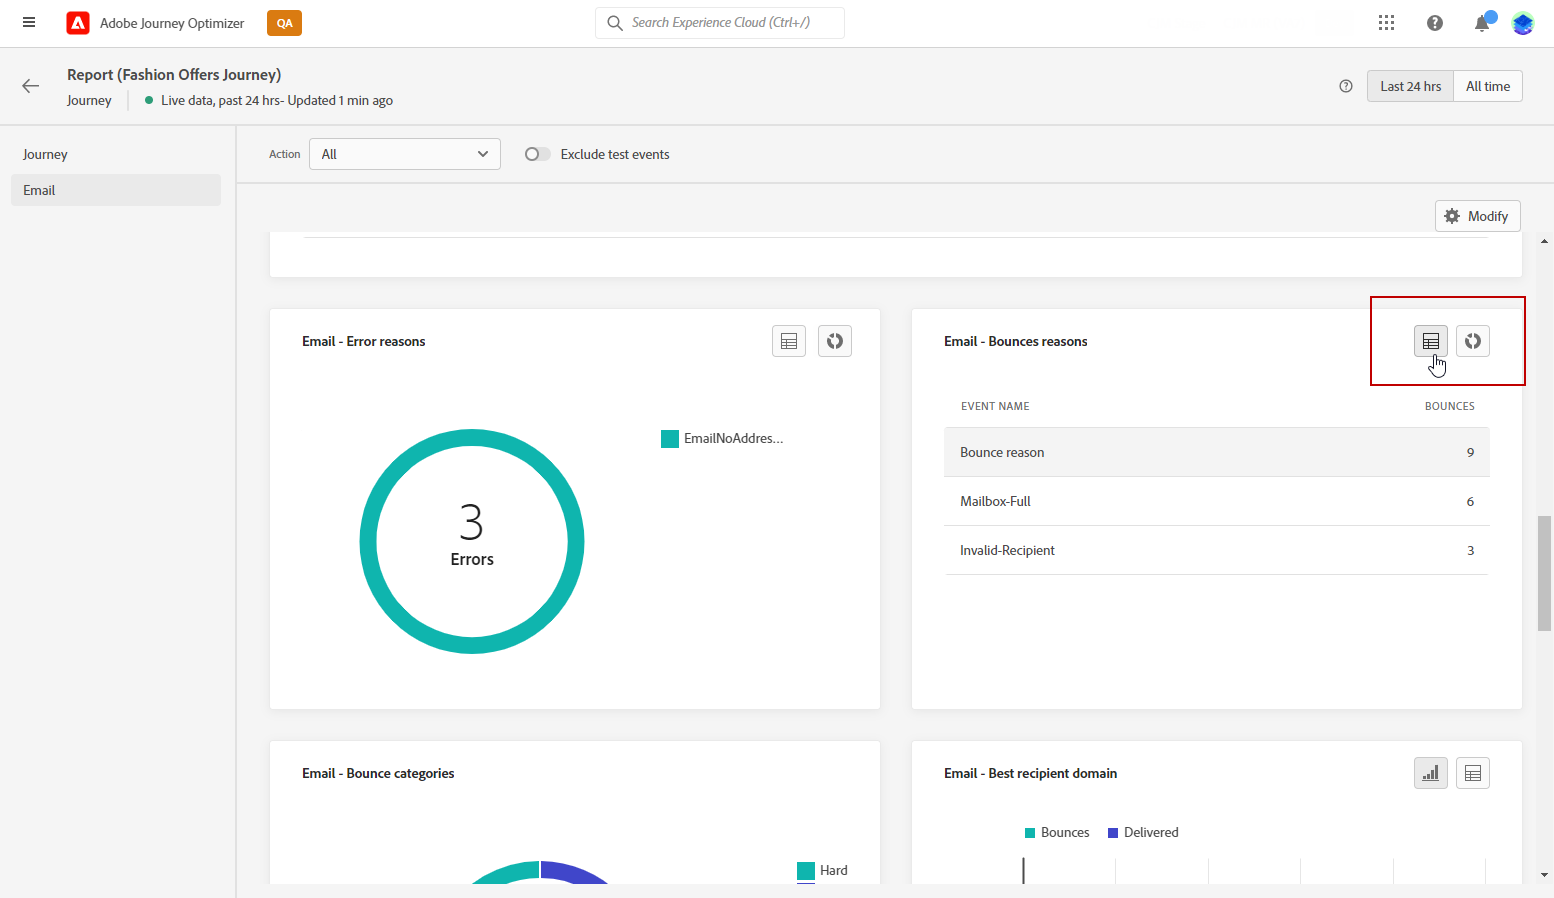 Adobe Journey Optimizer
QA
Search Experience Cloud (Ctrl+/)
Report (Fashion Offers Journey)
Journey
Live data, past 24 hrs- Updated 1 min ago
Last 24 hrs
All time
Journey
Email
Action
All
Exclude test events
Modify
Email - Error reasons
EmailNoAddres...
3
Errors
Email - Bounces reasons
EVENT NAME BOUNCES
Bounce reason 9
Mailbox-Full 6
Invalid-Recipient 3
Email - Bounce categories
Hard
Email - Best recipient domain
Bounces Delivered